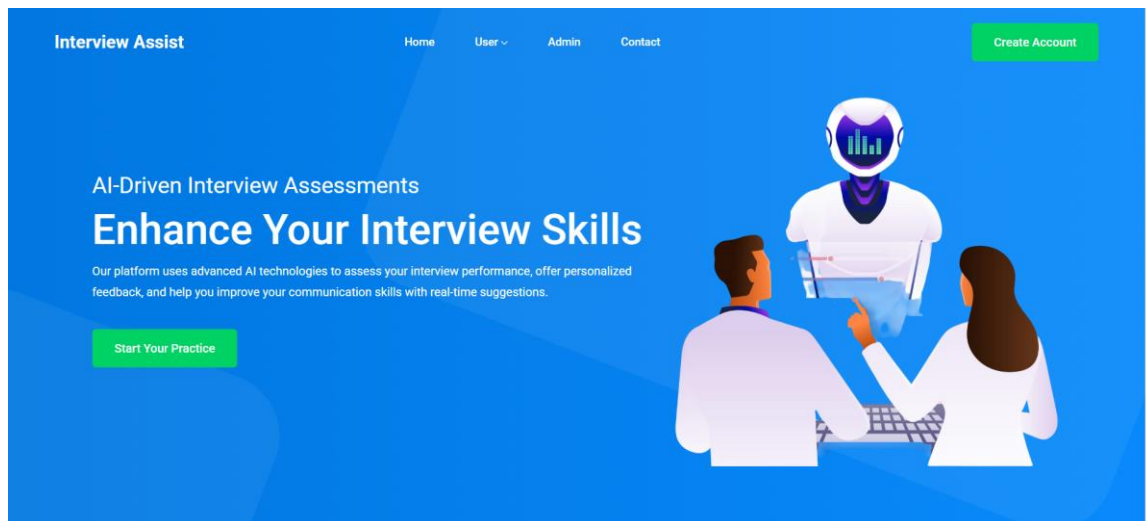 Interview Assist
Home User Admin Contact
Create Account
AI-Driven Interview Assessments
Enhance Your Interview Skills
Our platform uses advanced AI technologies to assess your interview performance, offer personalized
feedback, and help you improve your communication skills with real-time suggestions.
Start Your Practice